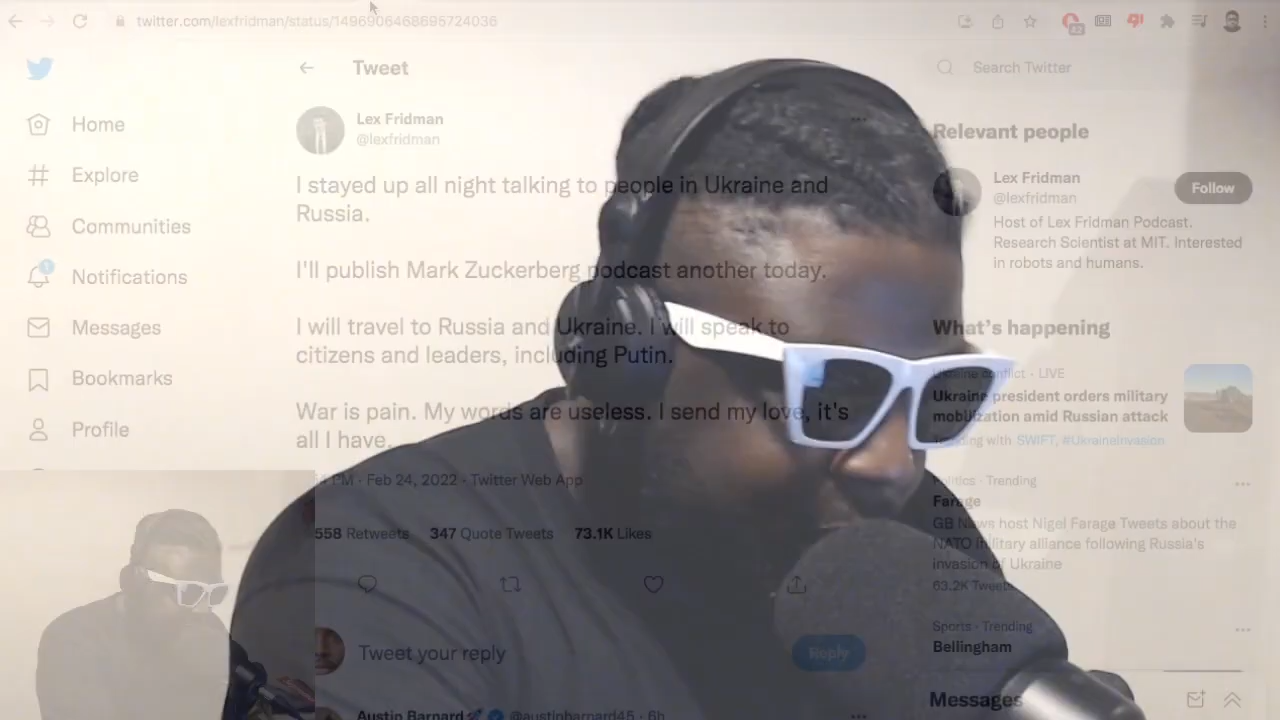 twitter.com/lexfridman/status/1496906468695724036
Home
Explore
Communities
Notifications
1
Messages
Bookmarks
Profile
Tweet
Lex Fridman
@lexfridman
I stayed up all night talking to people in Ukraine and
Russia.
I'll publish Mark Zuckerberg podcast another today.
I will travel to Russia and Ukraine. I will speak to
citizens and leaders, including Putin.
War is pain. My words are useless. I send my love, it's
all I have.
PM · Feb 24, 2022 · Twitter Web App
558 Retweets 347 Quote Tweets 73.1K Likes
Tweet your reply
Reply
Austin Barnard @austinbarnard45 · 6h
Search Twitter
Relevant people
Lex Fridman
@lexfridman
Follow
Host of Lex Fridman Podcast.
Research Scientist at MIT. Interested
in robots and humans.
What's happening
Ukraine conflict · LIVE
Ukraine president orders military
mobilization amid Russian attack
Trending with SWIFT, #UkraineInvasion
Politics · Trending
Farage
GB News host Nigel Farage Tweets about the
NATO military alliance following Russia's
invasion of Ukraine
63.2K Tweets
Sports · Trending
Bellingham
Messages